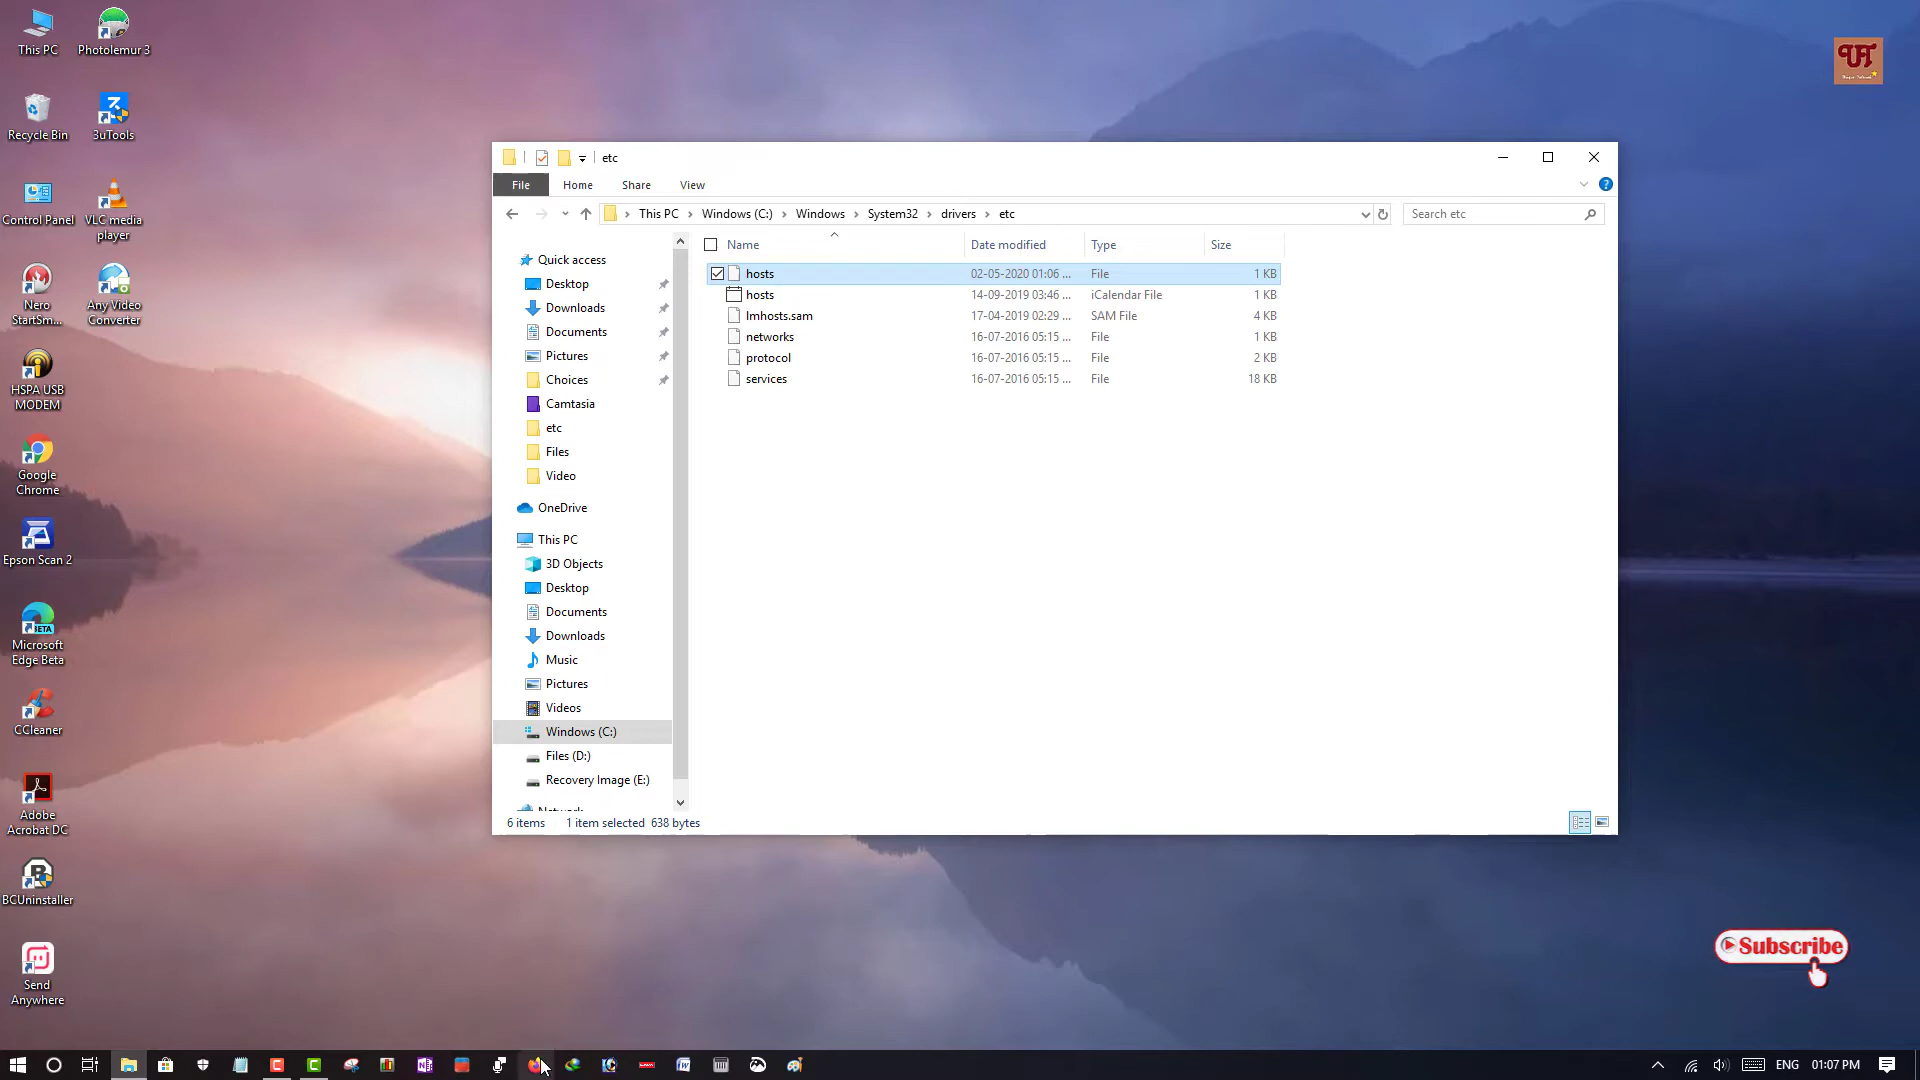 This PC
Photolemur 3
Recycle Bin
3uTools
Control Panel
VLC media
player
Nero
StartSm...
Any Video
Converter
HSPA USB
MODEM
Google
Chrome
Epson Scan 2
BETA
Microsoft
Edge Beta
CCleaner
Adobe
Acrobat DC
BCUninstaller
Send
Anywhere
UT
etc
File Home Share View
This PC > Windows (C:) > Windows > System32 > drivers > etc
Search etc
Name Date modified Type Size
hosts 02-05-2020 01:06 ... File 1 KB
hosts 14-09-2019 03:46 ... iCalendar File 1 KB
lmhosts.sam 17-04-2019 02:29 ... SAM File 4 KB
networks 16-07-2016 05:15 ... File 1 KB
protocol 16-07-2016 05:15 ... File 2 KB
services 16-07-2016 05:15 ... File 18 KB
Quick access
Desktop
Downloads
Documents
Pictures
Choices
Camtasia
etc
Files
Video
OneDrive
This PC
3D Objects
Desktop
Documents
Downloads
Music
Pictures
Videos
Windows (C:)
Files (D:)
Recovery Image (E:)
Network
6 items 1 item selected 638 bytes
Subscribe
ENG 01:07 PM